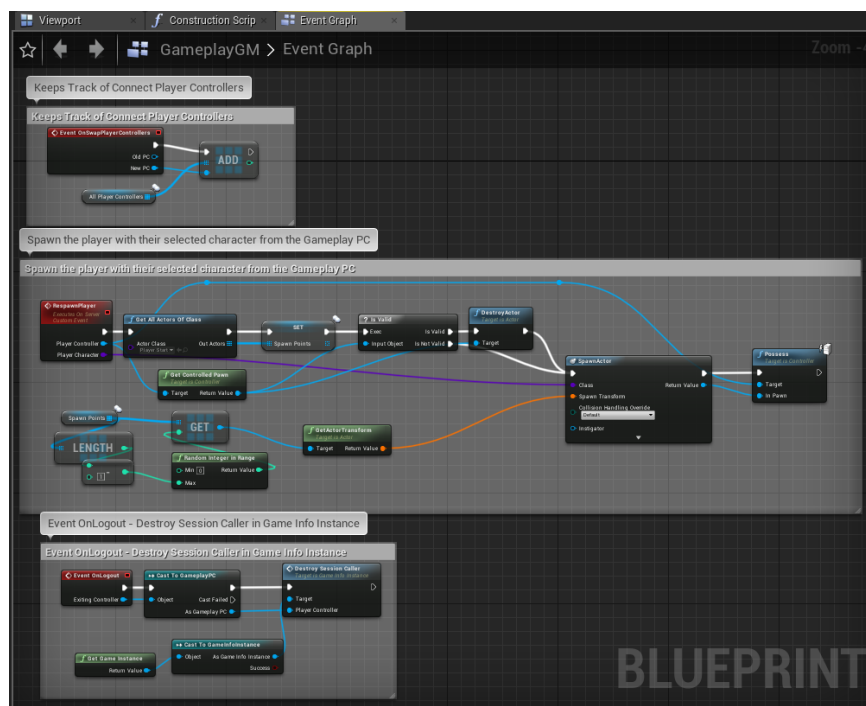 Viewport
Construction Scrip
Event Graph
GameplayGM > Event Graph
Zoom -
Keeps Track of Connect Player Controllers
Keeps Track of Connect Player Controllers
Event OnSwapPlayerControllers
Old PC
New PC
ADD
All Player Controllers
Spawn the player with their selected character from the Gameplay PC
Spawn the player with their selected character from the Gameplay PC
RespawnPlayer
Executes On Server
Custom Event
Player Controller
Player Character
Get All Actors Of Class
Actor Class
Player Start
Out Actors
SET
Spawn Points
Is Valid
Exec
Is Valid
Input Object
Is Not Valid
DestroyActor
Target is Actor
Target
Get Controlled Pawn
Target is Controller
Target
Return Value
SpawnActor
Class
Return Value
Spawn Transform
Collision Handling Override
Default
Instigator
Possess
Target is Controller
Target
In Pawn
Spawn Points
GET
LENGTH
GetActorTransform
Target is Actor
Target
Return Value
Random Integer in Range
Min 0
Return Value
Max
1
Event OnLogout - Destroy Session Caller in Game Info Instance
Event OnLogout - Destroy Session Caller in Game Info Instance
Event OnLogout
Exiting Controller
Cast To GameplayPC
Object
Cast Failed
As Gameplay PC
Destroy Session Caller
Target is Game Info Instance
Target
Player Controller
Get Game Instance
Return Value
Cast To GameInfoInstance
Object
As Game Info Instance
Success
BLUEPRINT